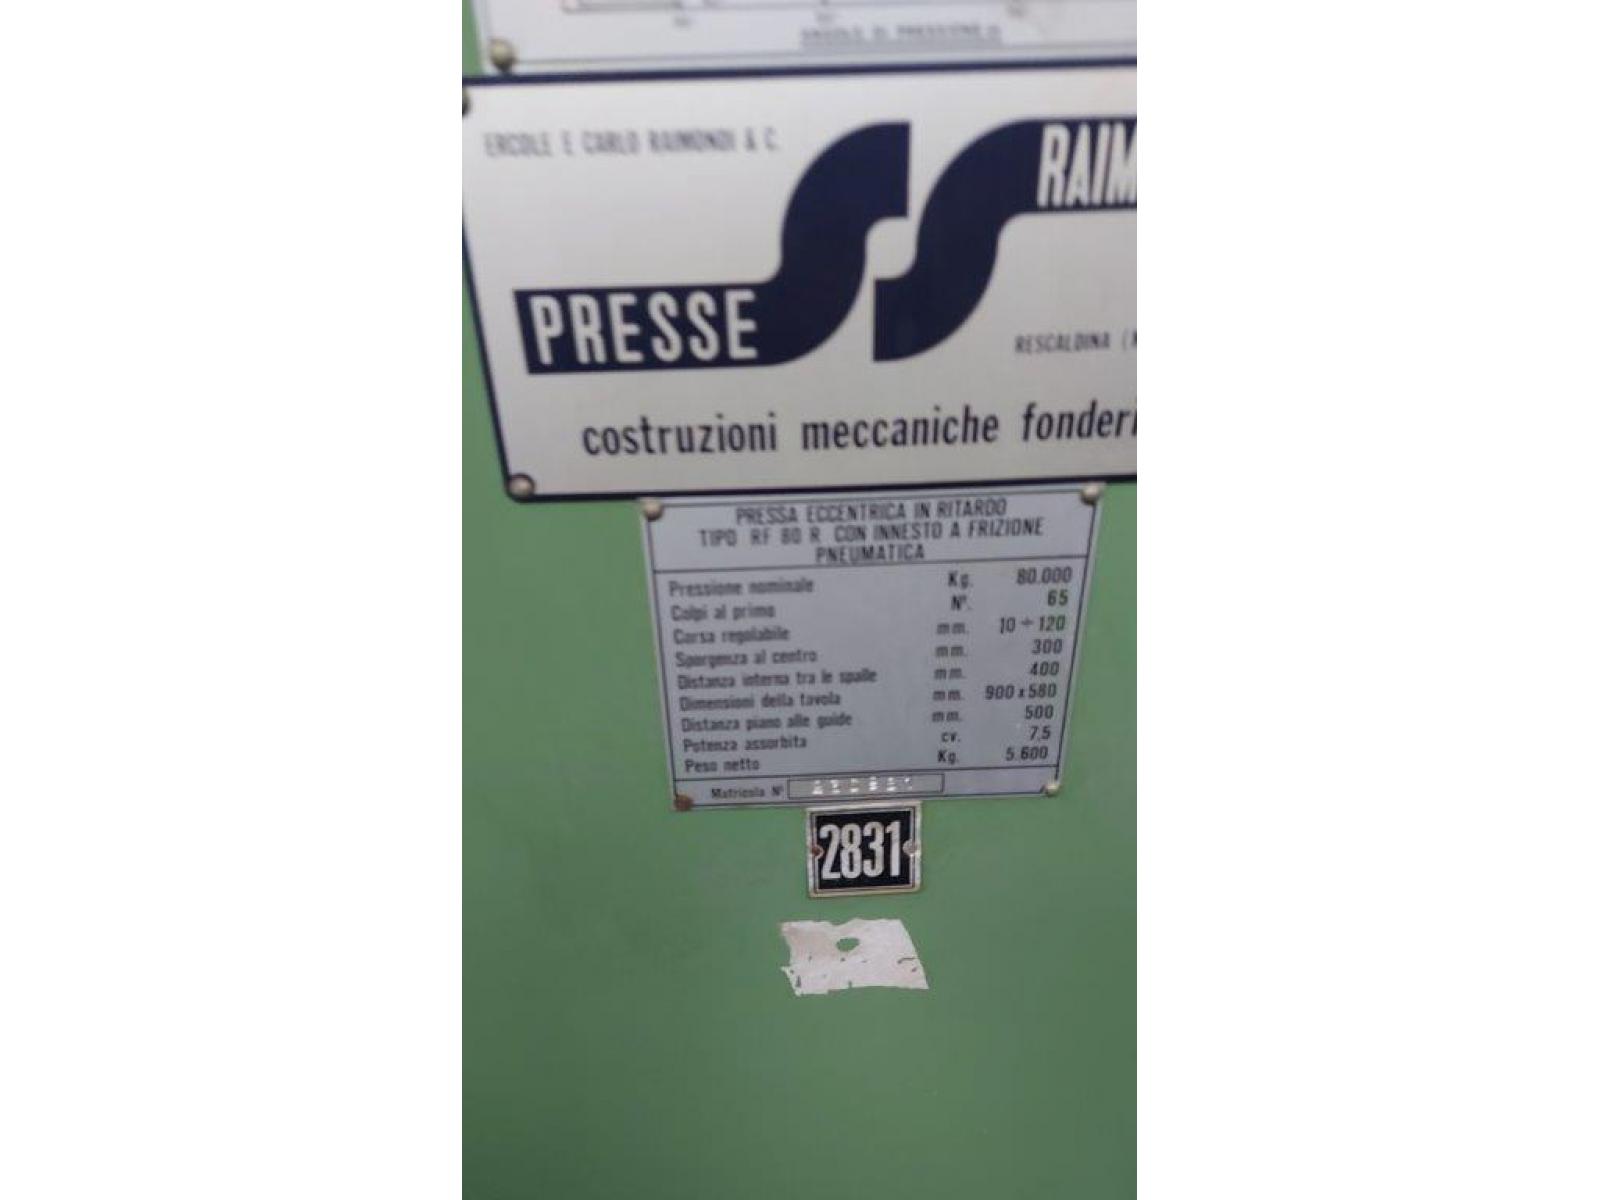 ANGOLO DI PRESSIONE
ERCOLE E CARLO RAIMONDI & C.
RAIM
PRESSE
RESCALDINA (
costruzioni meccaniche fonderi
PRESSA ECCENTRICA IN RITARDO
TIPO RF 80 R CON INNESTO A FRIZIONE
PNEUMATICA
Pressione nominale Kg. 80.000
Colpi al primo N°. 65
Corsa regolabile mm. 10 ÷ 120
Sporgenza al centro mm. 300
Distanza interna tra le spalle mm. 400
Dimensioni della tavola mm. 900 x 580
Distanza piano alle guide mm. 500
Potenza assorbita cv. 7,5
Peso netto Kg. 5.600
Matricola N°
2831